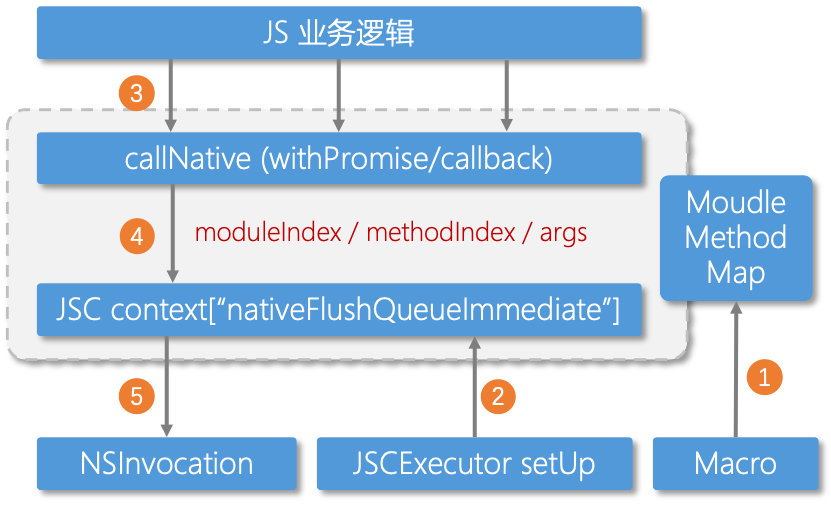 JS 业务逻辑
3
callNative (withPromise/callback)
4
moduleIndex / methodIndex / args
Moudle
Method
Map
JSC context[“nativeFlushQueueImmediate”]
5
2
1
NSInvocation
JSCExecutor setUp
Macro